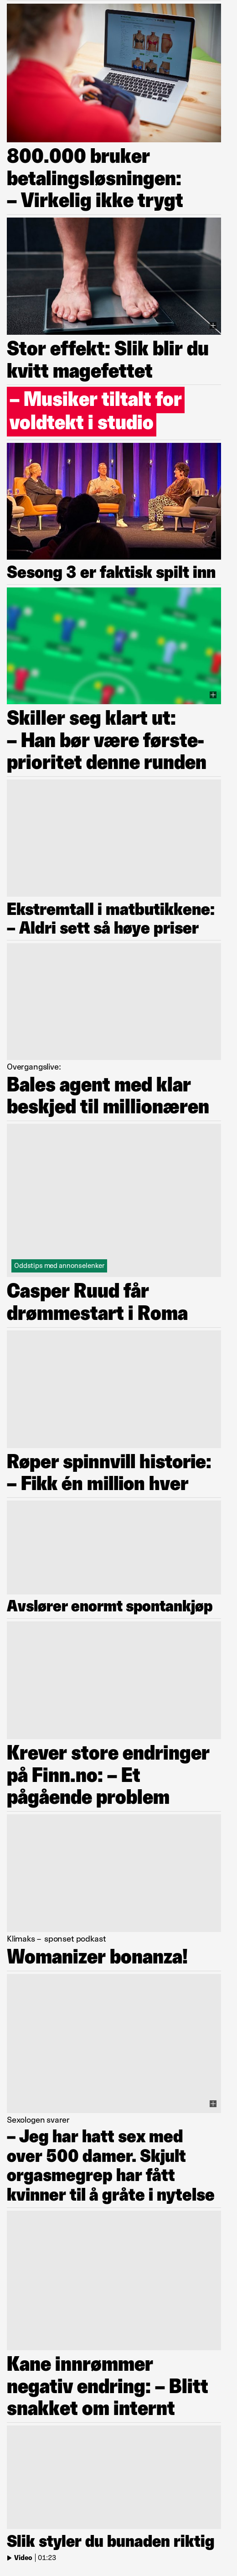 800.000 bruker
betalingsløsningen:
– Virkelig ikke trygt
Stor effekt: Slik blir du
kvitt magefettet
– Musiker tiltalt for
voldtekt i studio
Sesong 3 er faktisk spilt inn
Skiller seg klart ut:
– Han bør være første-
prioritet denne runden
Ekstremtall i matbutikkene:
– Aldri sett så høye priser
Overgangslive:
Bales agent med klar
beskjed til millionæren
Oddstips med annonselenker
Casper Ruud får
drømmestart i Roma
Røper spinnvill historie:
– Fikk én million hver
Avslører enormt spontankjøp
Krever store endringer
på Finn.no: – Et
pågående problem
Klimaks – sponset podkast
Womanizer bonanza!
Sexologen svarer
– Jeg har hatt sex med
over 500 damer. Skjult
orgasmegrep har fått
kvinner til å gråte i nytelse
Kane innrømmer
negativ endring: – Blitt
snakket om internt
Slik styler du bunaden riktig
Video | 01:23